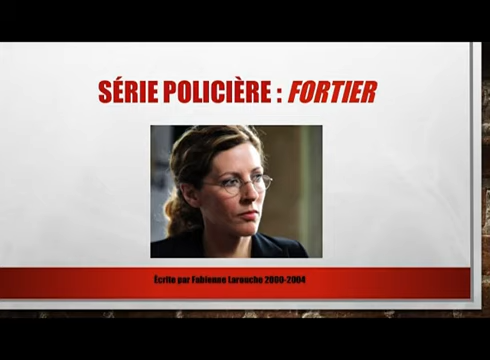 SÉRIE POLICIÈRE : FORTIER
Écrite par Fabienne Larouche 2000-2004